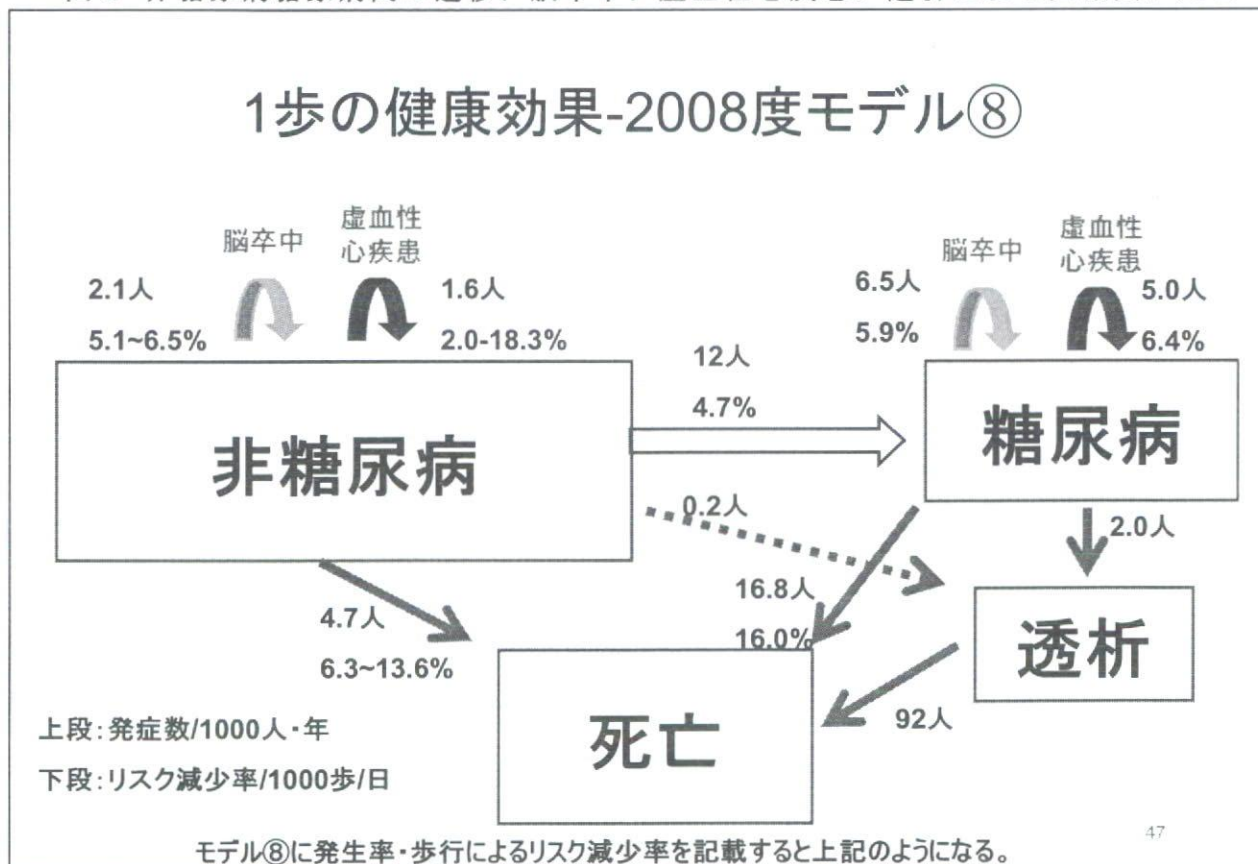 1歩の健康効果-2008度モデル⑧
脳卒中
虚血性
心疾患
2.1人
5.1~6.5%
1.6人
2.0-18.3%
脳卒中
虚血性
心疾患
6.5人
5.9%
5.0人
6.4%
12人
4.7%
非糖尿病
糖尿病
0.2人
2.0人
4.7人
6.3~13.6%
16.8人
16.0%
透析
死亡
92人
上段:発症数/1000人・年
下段:リスク減少率/1000歩/日
47
モデル⑧に発生率・歩行によるリスク減少率を記載すると上記のようになる。